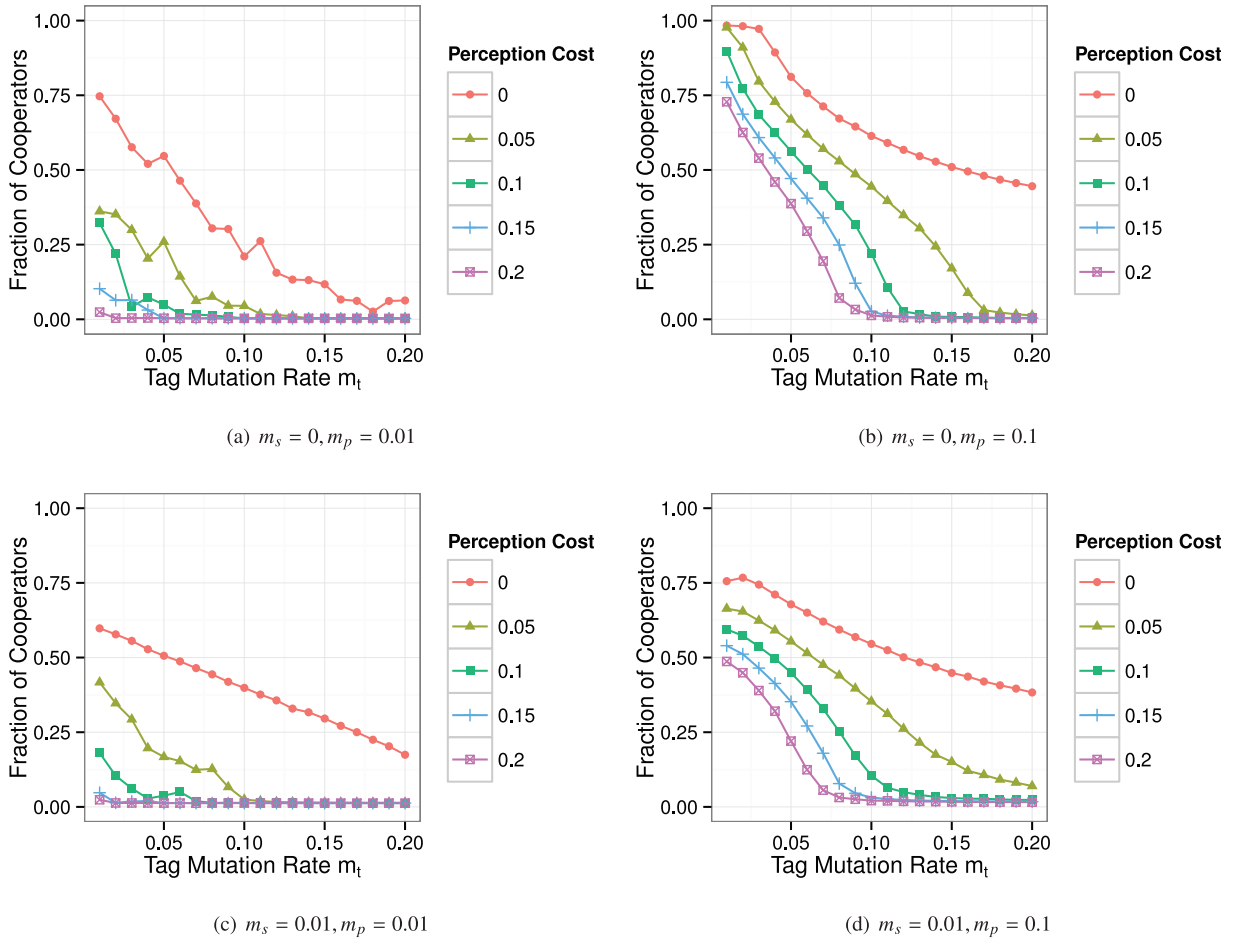 1.00
0.75
0.50
0.25
0.00
Fraction of Cooperators
0.05 0.10 0.15 0.20
Tag Mutation Rate mₜ
Perception Cost
0
0.05
0.1
0.15
0.2
(a) mₛ = 0, mₚ = 0.01
1.00
0.75
0.50
0.25
0.00
Fraction of Cooperators
0.05 0.10 0.15 0.20
Tag Mutation Rate mₜ
Perception Cost
0
0.05
0.1
0.15
0.2
(b) mₛ = 0, mₚ = 0.1
1.00
0.75
0.50
0.25
0.00
Fraction of Cooperators
0.05 0.10 0.15 0.20
Tag Mutation Rate mₜ
Perception Cost
0
0.05
0.1
0.15
0.2
(c) mₛ = 0.01, mₚ = 0.01
1.00
0.75
0.50
0.25
0.00
Fraction of Cooperators
0.05 0.10 0.15 0.20
Tag Mutation Rate mₜ
Perception Cost
0
0.05
0.1
0.15
0.2
(d) mₛ = 0.01, mₚ = 0.1